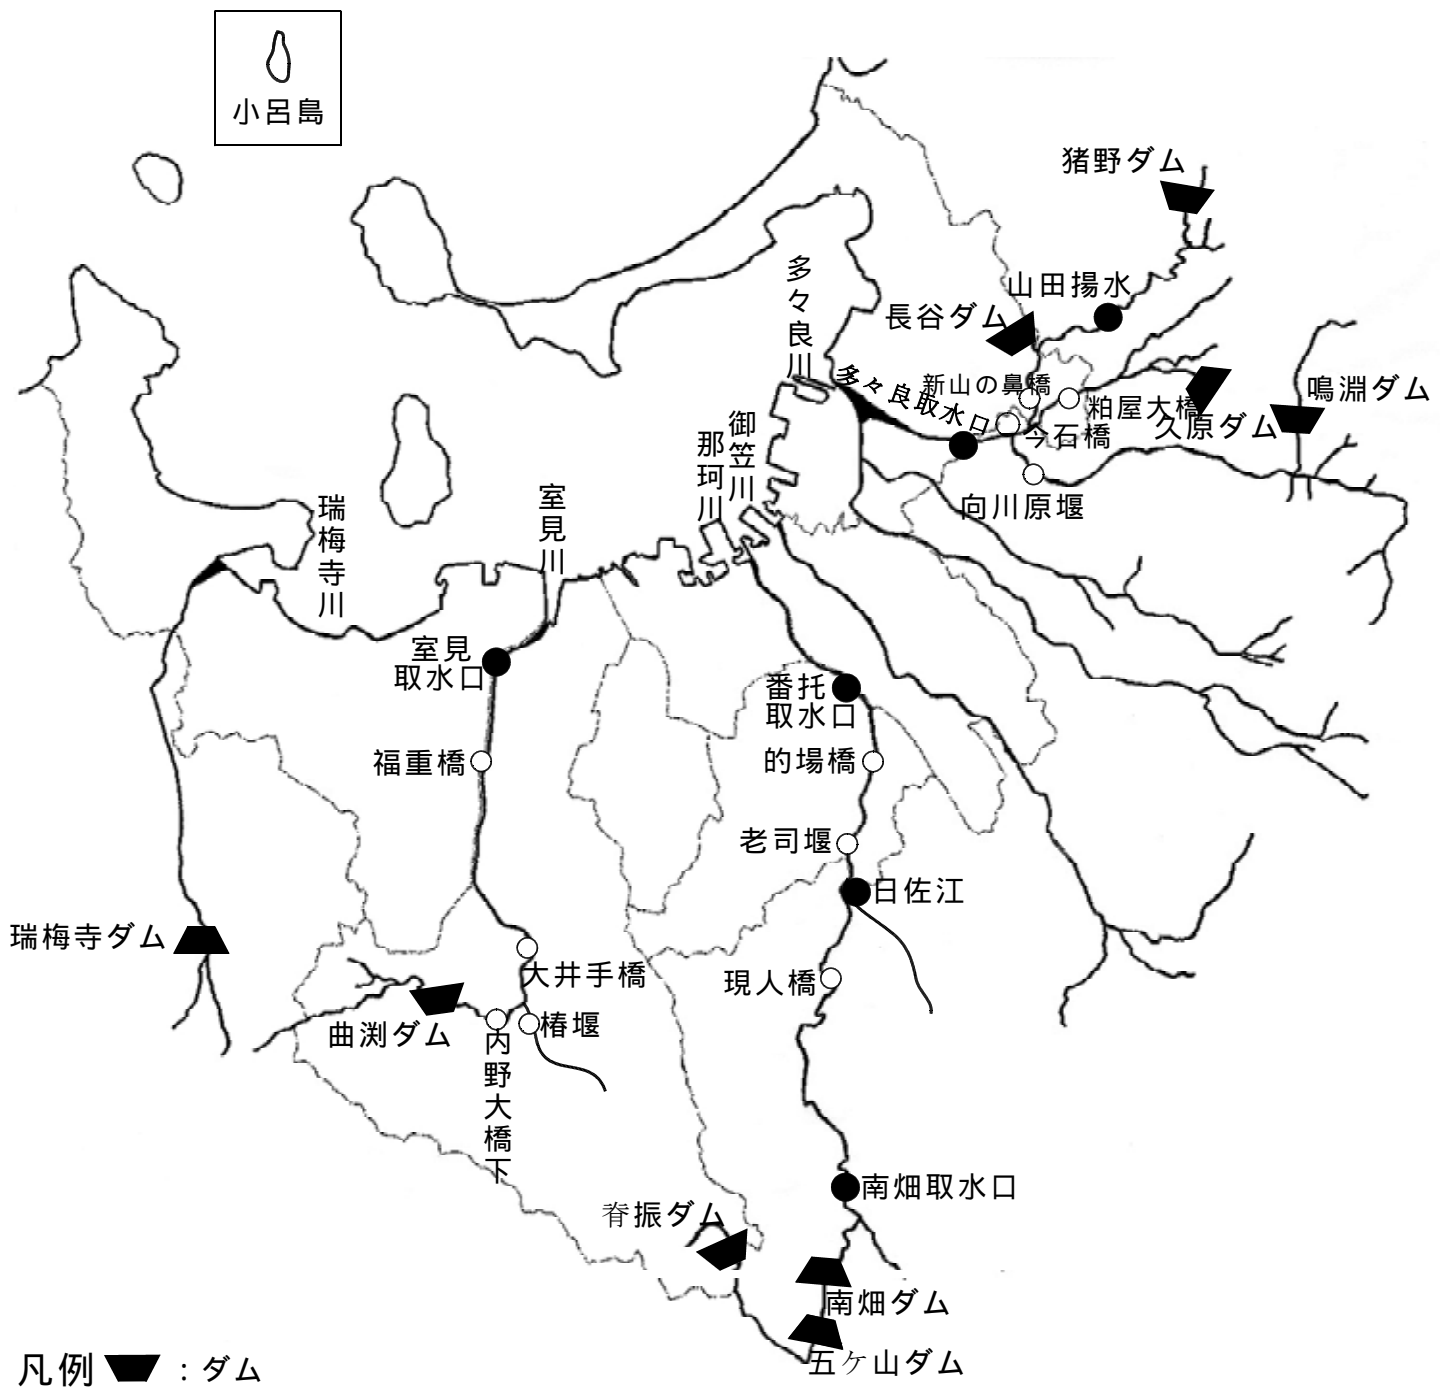 小呂島
猪野ダム
山田揚水
長谷ダム
多々良川
多々良取水口
新山の鼻橋
粕屋大橋
久原ダム
鳴淵ダム
今石橋
向川原堰
御笠川
那珂川
室見川
瑞梅寺川
室見
取水口
番托
取水口
福重橋
的場橋
老司堰
日佐江
瑞梅寺ダム
大井手橋
現人橋
曲渕ダム
椿堰
内野大橋下
南畑取水口
脊振ダム
南畑ダム
五ケ山ダム
凡例 : ダム